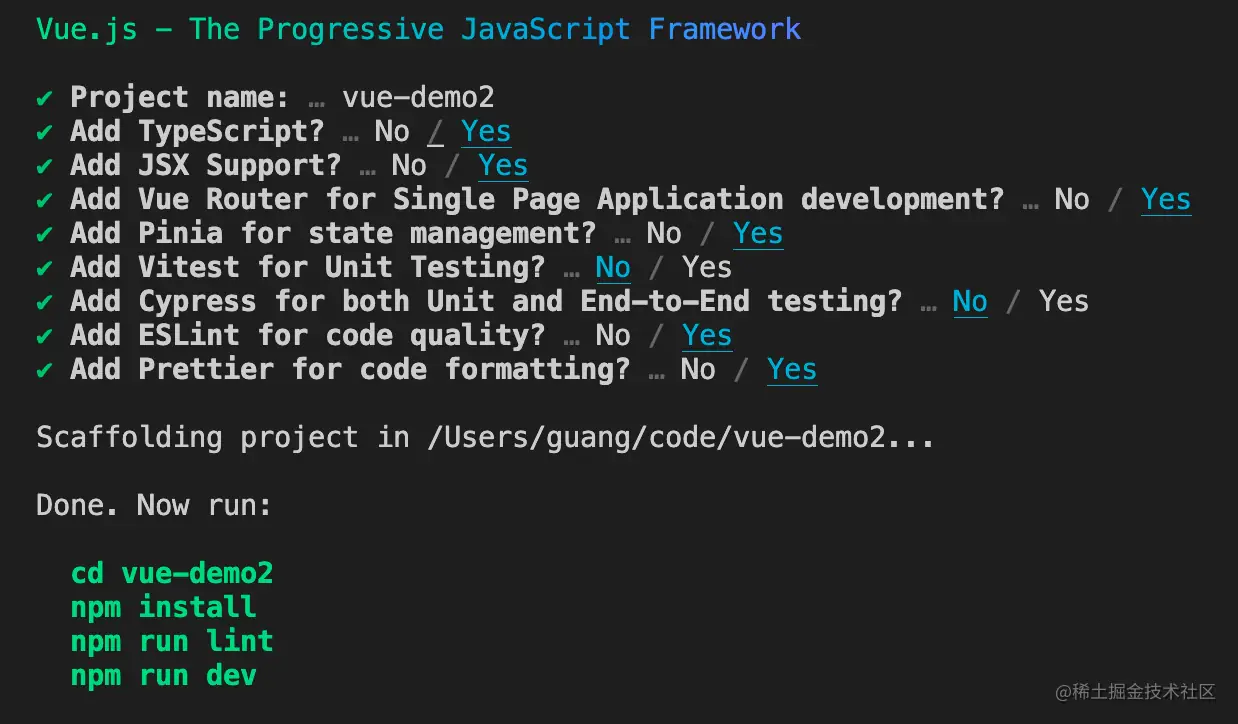 Vue.js - The Progressive JavaScript Framework
✔ Project name: … vue-demo2
✔ Add TypeScript? … No / Yes
✔ Add JSX Support? … No / Yes
✔ Add Vue Router for Single Page Application development? … No / Yes
✔ Add Pinia for state management? … No / Yes
✔ Add Vitest for Unit Testing? … No / Yes
✔ Add Cypress for both Unit and End-to-End testing? … No / Yes
✔ Add ESLint for code quality? … No / Yes
✔ Add Prettier for code formatting? … No / Yes
Scaffolding project in /Users/guang/code/vue-demo2...
Done. Now run:
cd vue-demo2
npm install
npm run lint
npm run dev
@稀土掘金技术社区